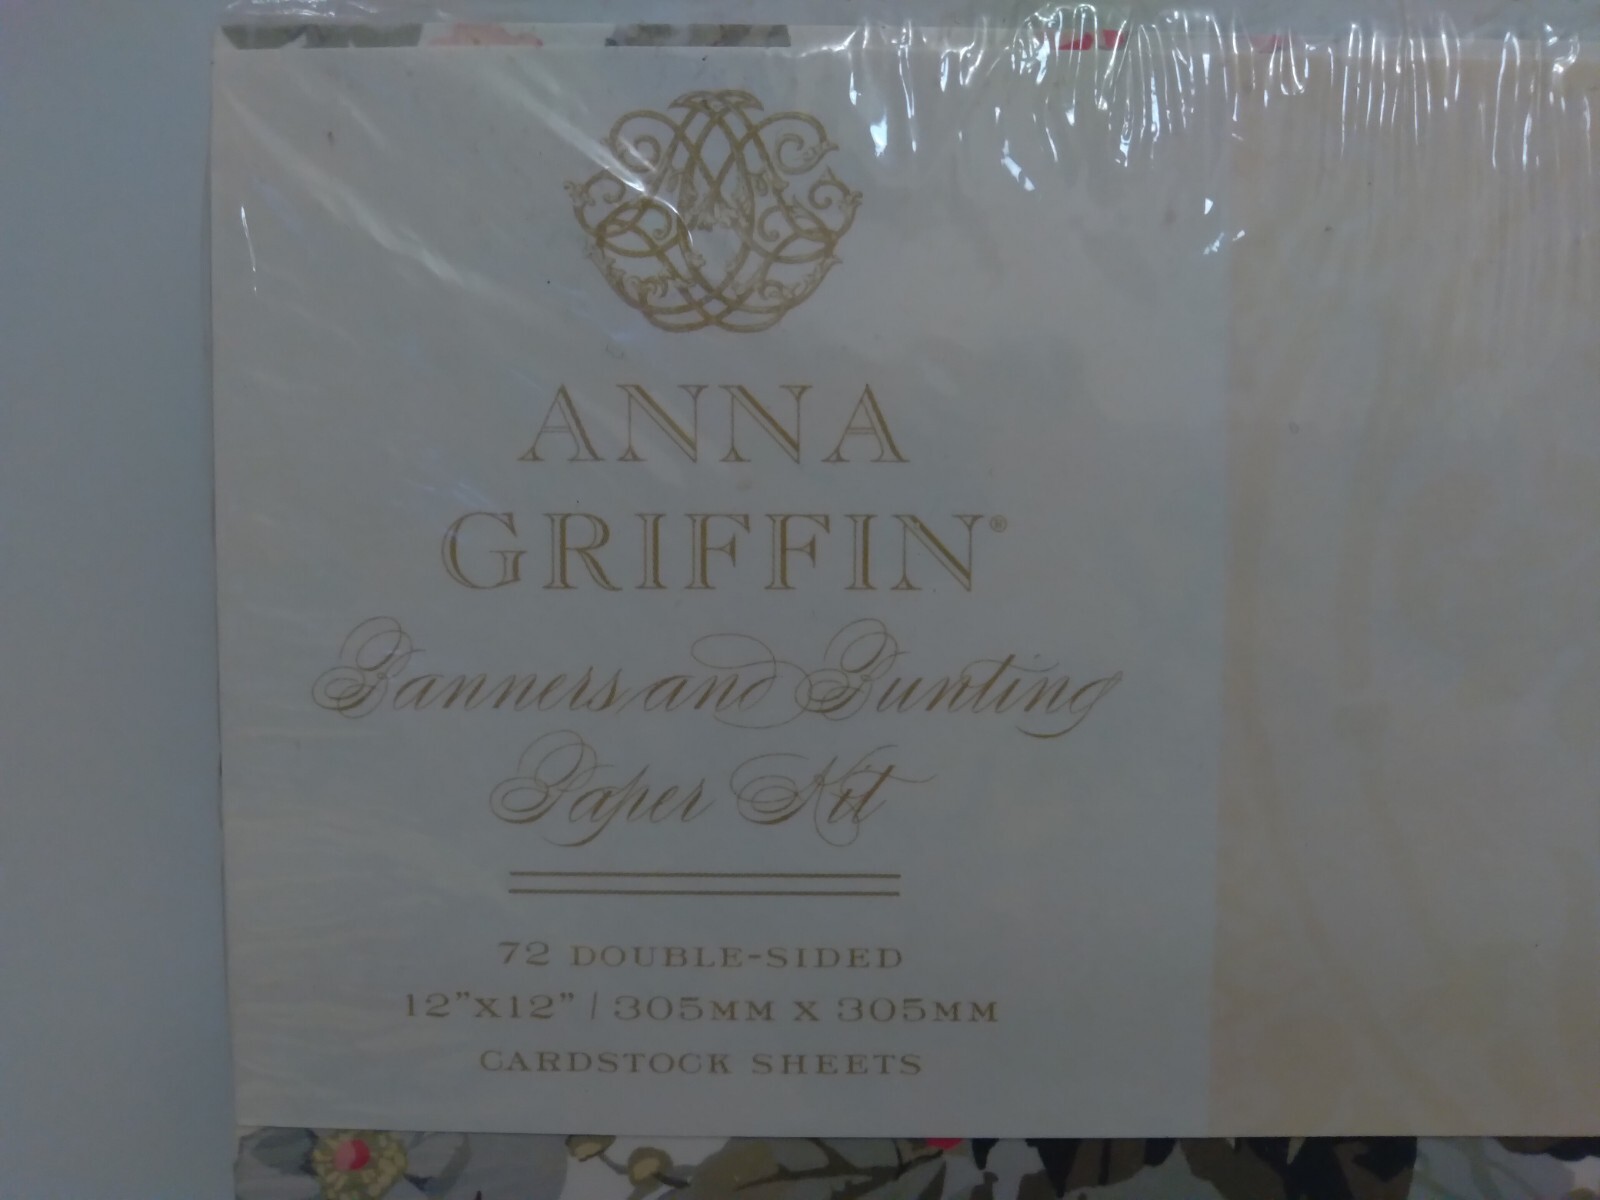 ANNA
GRIFFIN®
Banners and Bunting
Paper Kit
72 DOUBLE-SIDED
12”X12” | 305MM X 305MM
CARDSTOCK SHEETS